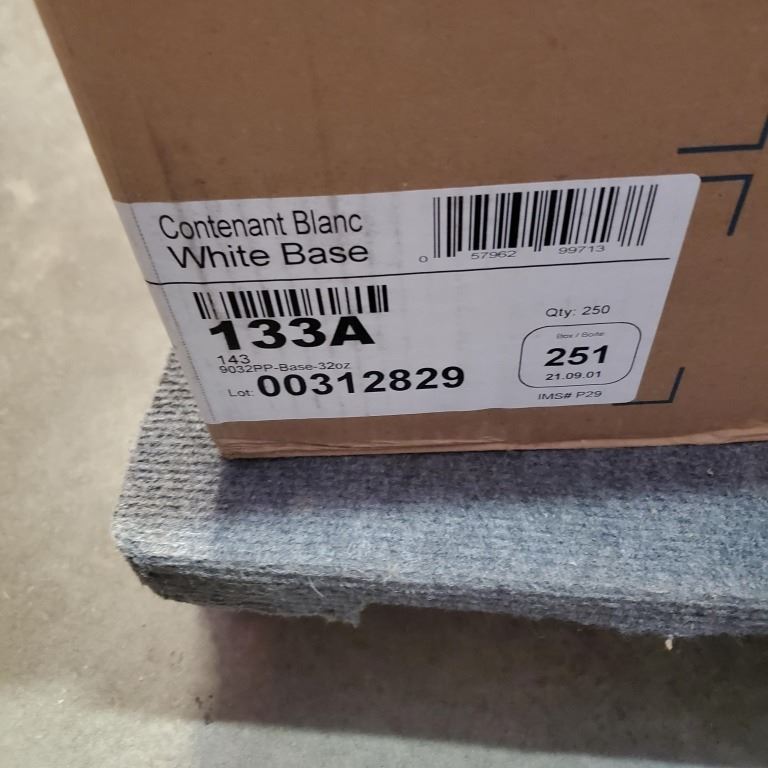 Contenant Blanc
White Base
0 57962 99713
133A
143
9032PP-Base-32oz
Lot: 00312829
Qty: 250
Box / Boîte
251
21.09.01
IMS# P29